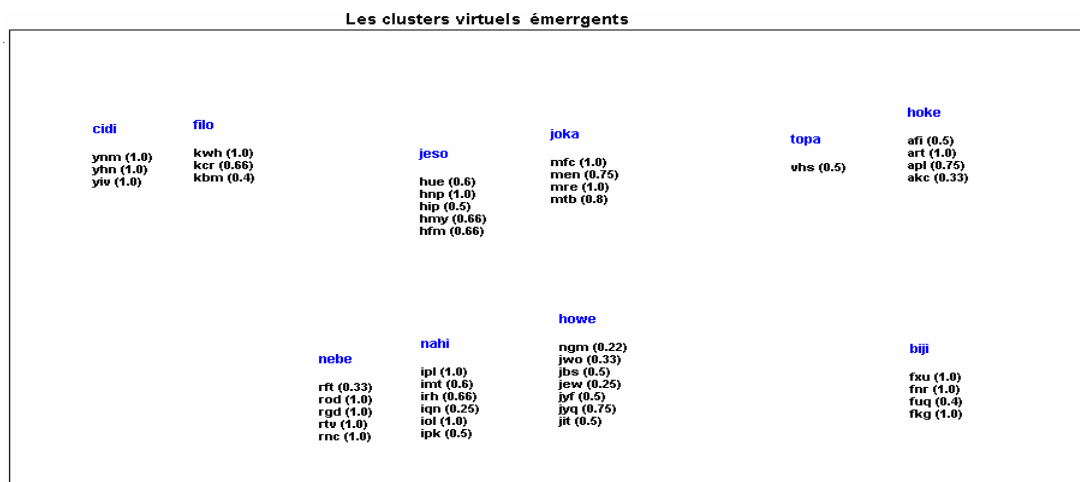 Les clusters virtuels émerrgents
cidi
ynm (1.0)
yhn (1.0)
yiv (1.0)
filo
kwh (1.0)
kcr (0.66)
kbm (0.4)
jeso
hue (0.6)
hnp (1.0)
hip (0.5)
hmy (0.66)
hfm (0.66)
joka
mfc (1.0)
men (0.75)
mre (1.0)
mtb (0.8)
topa
vhs (0.5)
hoke
afi (0.5)
art (1.0)
apl (0.75)
akc (0.33)
nebe
rft (0.33)
rod (1.0)
rgd (1.0)
rtv (1.0)
rnc (1.0)
nahi
ipl (1.0)
imt (0.6)
irh (0.66)
iqn (0.25)
iol (1.0)
ipk (0.5)
howe
ngm (0.22)
jwo (0.33)
jbs (0.5)
jew (0.25)
jyf (0.5)
jyq (0.75)
jit (0.5)
biji
fxu (1.0)
fnr (1.0)
fuq (0.4)
fkg (1.0)